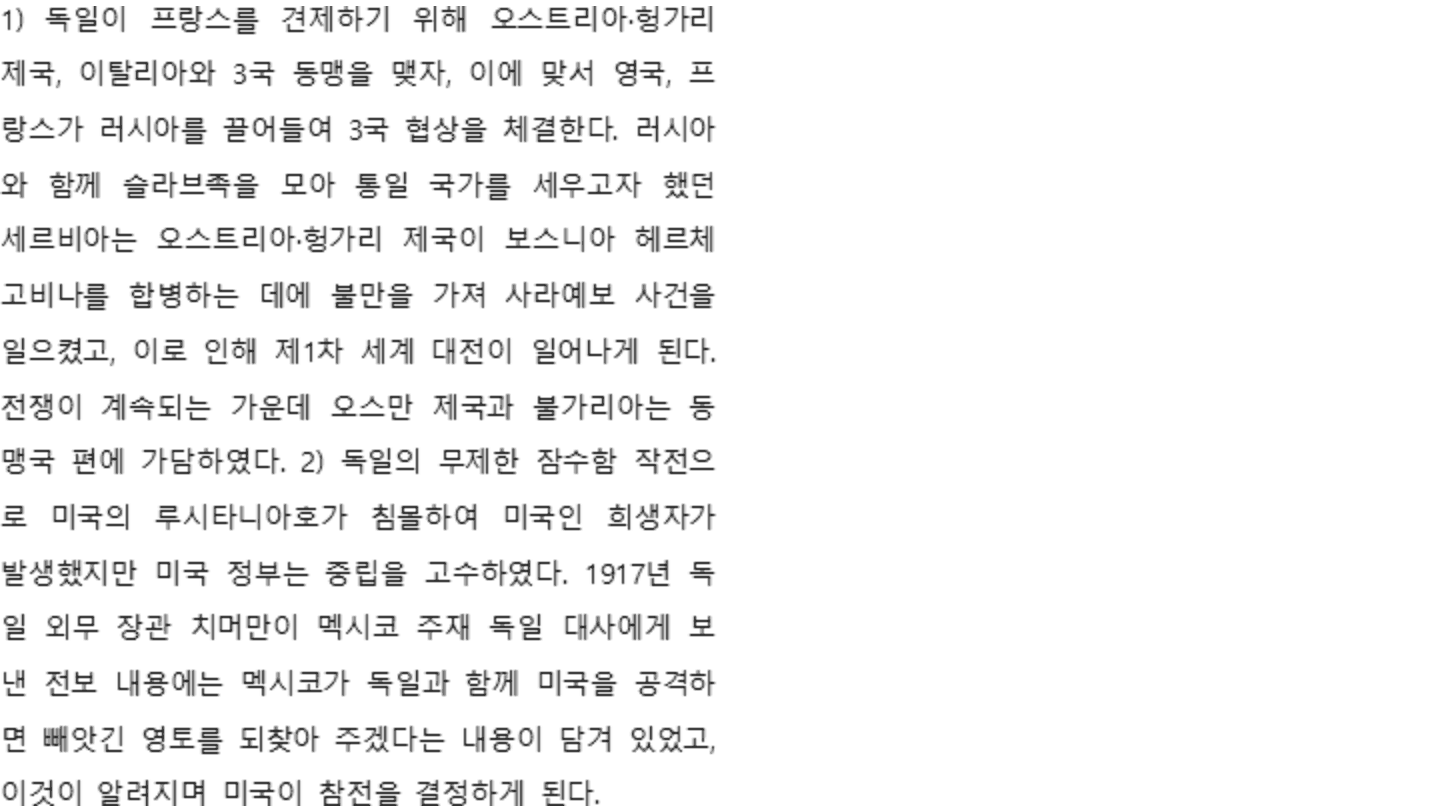 1) 독일이 프랑스를 견제하기 위해 오스트리아·헝가리
제국, 이탈리아와 3국 동맹을 맺자, 이에 맞서 영국, 프
랑스가 러시아를 끌어들여 3국 협상을 체결한다. 러시아
와 함께 슬라브족을 모아 통일 국가를 세우고자 했던
세르비아는 오스트리아·헝가리 제국이 보스니아 헤르체
고비나를 합병하는 데에 불만을 가져 사라예보 사건을
일으켰고, 이로 인해 제1차 세계 대전이 일어나게 된다.
전쟁이 계속되는 가운데 오스만 제국과 불가리아는 동
맹국 편에 가담하였다. 2) 독일의 무제한 잠수함 작전으
로 미국의 루시타니아호가 침몰하여 미국인 희생자가
발생했지만 미국 정부는 중립을 고수하였다. 1917년 독
일 외무 장관 치머만이 멕시코 주재 독일 대사에게 보
낸 전보 내용에는 멕시코가 독일과 함께 미국을 공격하
면 빼앗긴 영토를 되찾아 주겠다는 내용이 담겨 있었고,
이것이 알려지며 미국이 참전을 결정하게 된다.